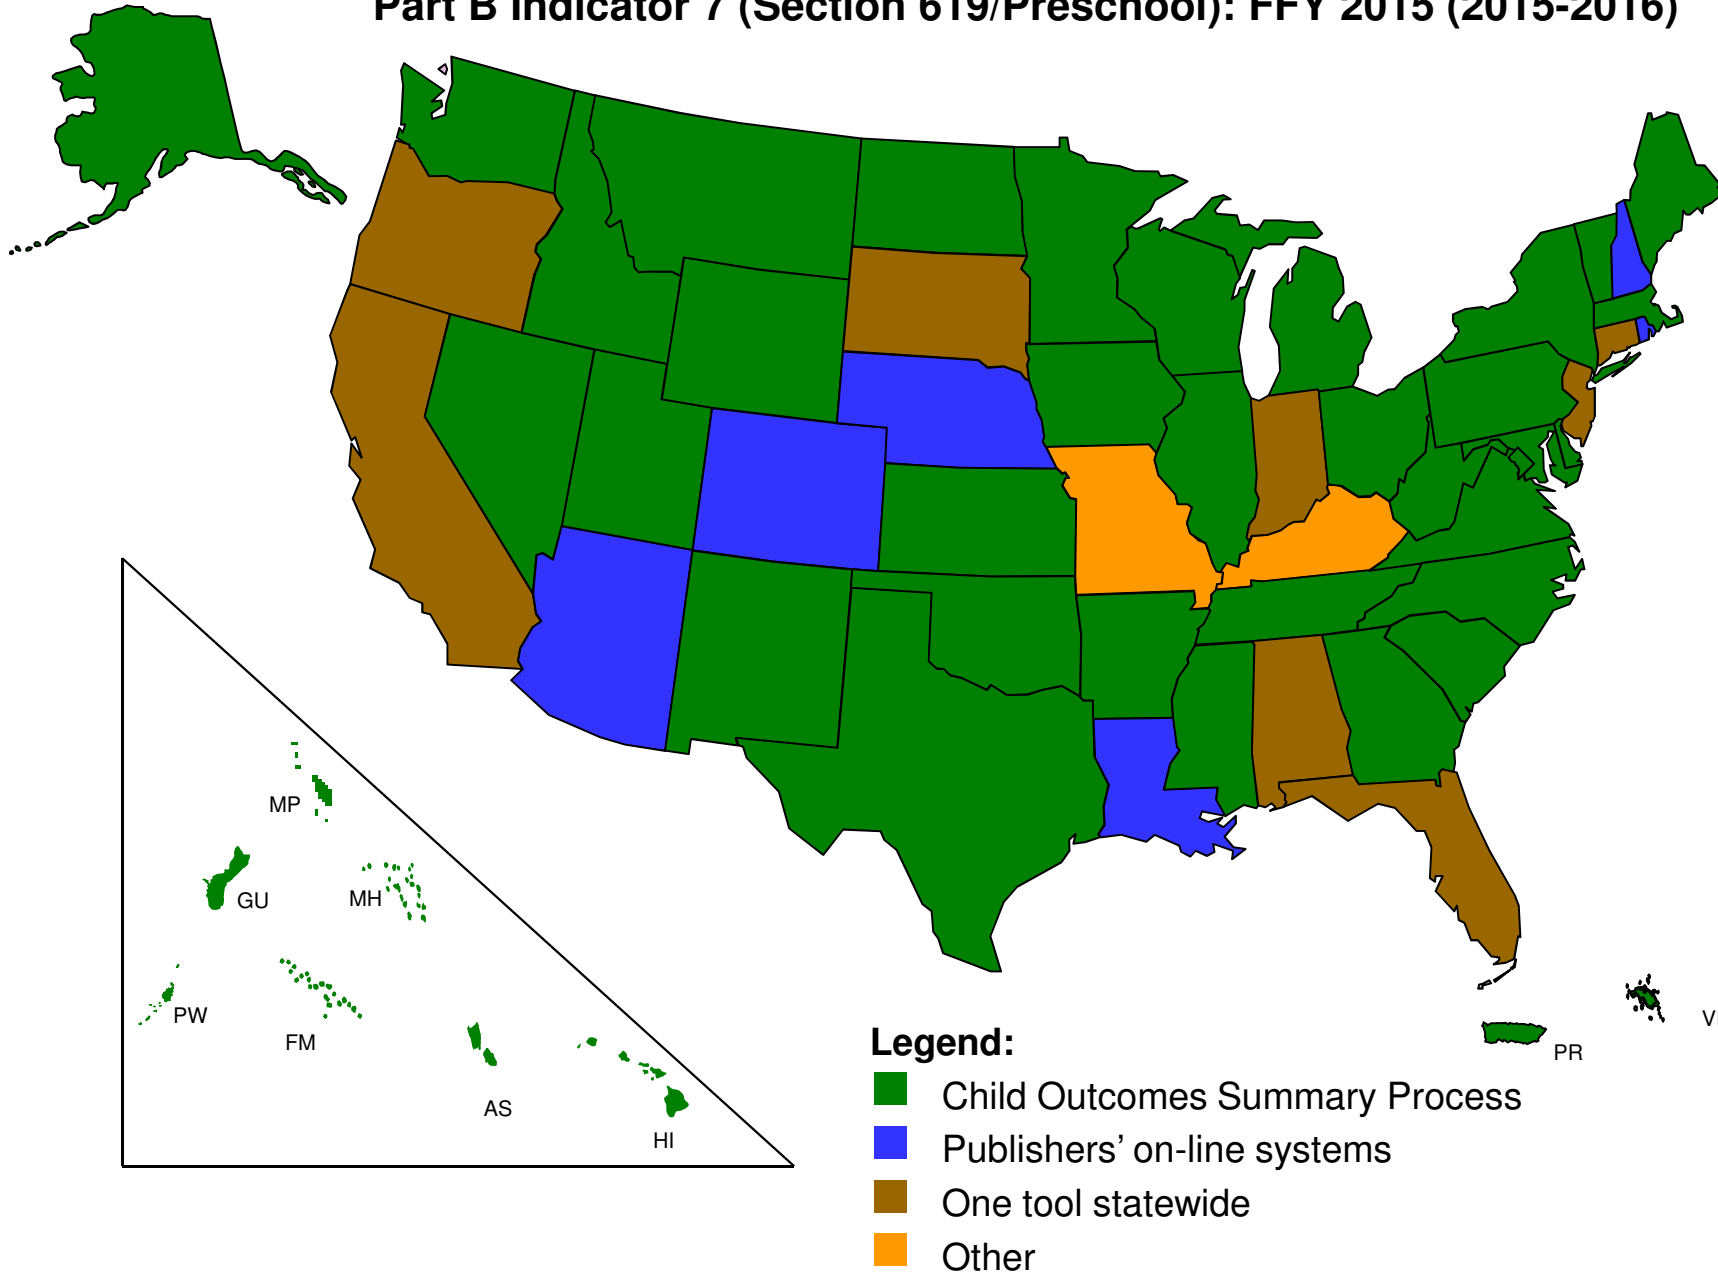 Part B Indicator 7 (Section 619/Preschool): FFY 2015 (2015-2016)
MP
GU
MH
PW
FM
AS
HI
PR
V
Legend:
Child Outcomes Summary Process
Publishers’ on-line systems
One tool statewide
Other